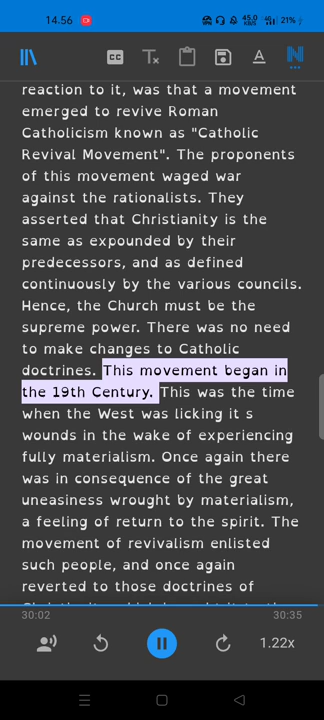 14.56
45.0
KB/S
4G
21%
CC
A
N
reaction to it, was that a movement
emerged to revive Roman
Catholicism known as "Catholic
Revival Movement". The proponents
of this movement waged war
against the rationalists. They
asserted that Christianity is the
same as expounded by their
predecessors, and as defined
continuously by the various councils.
Hence, the Church must be the
supreme power. There was no need
to make changes to Catholic
doctrines. This movement began in
the 19th Century. This was the time
when the West was licking it s
wounds in the wake of experiencing
fully materialism. Once again there
was in consequence of the great
uneasiness wrought by materialism,
a feeling of return to the spirit. The
movement of revivalism enlisted
such people, and once again
reverted to those doctrines of
30:02
30:35
1.22x